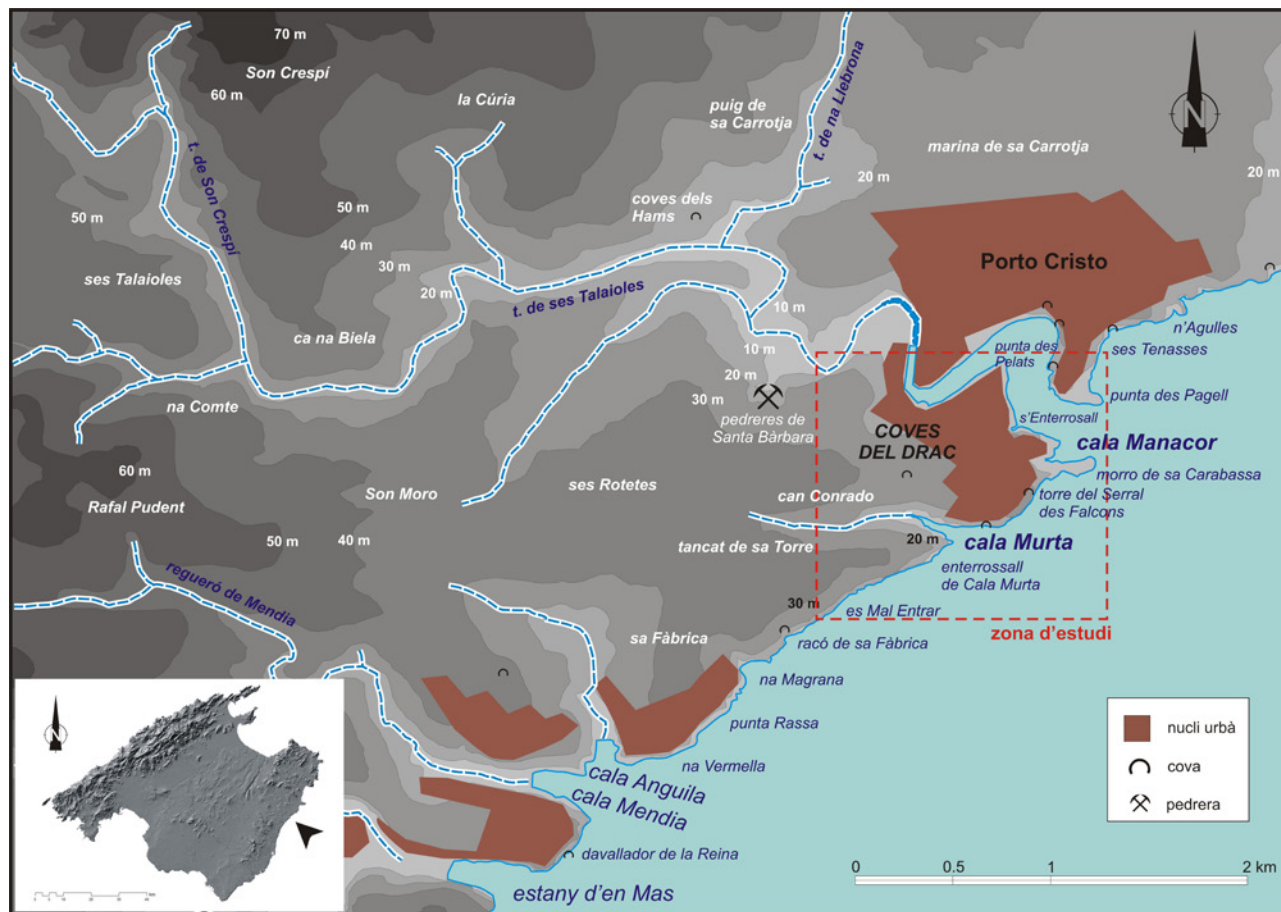 70 m
Son Crespí
60 m
la Cúria
puig de
sa Carrotja
t. de na Llebrona
N
marina de sa Carrotja
t. de Son Crespí
20 m
20 m
50 m
50 m
coves dels
Hams
40 m
30 m
20 m
ses Talaioles
Porto Cristo
t. de ses Talaioles
10 m
ca na Biela
10 m
n'Agulles
ses Tenasses
punta des
Pelats
20 m
30 m
na Comte
pedreres de
Santa Bàrbara
punta des Pagell
s'Enterrosall
COVES
DEL DRAC
cala Manacor
60 m
Rafal Pudent
Son Moro
ses Rotetes
can Conrado
morro de sa Carabassa
torre del Serral
des Falcons
50 m
40 m
tancat de sa Torre
20 m
cala Murta
enterrossall
de Cala Murta
regueró de Mendia
30 m
es Mal Entrar
sa Fàbrica
racó de sa Fàbrica
zona d'estudi
na Magrana
punta Rassa
na Vermella
cala Anguila
cala Mendia
davallador de la Reina
estany d'en Mas
N
nucli urbà
cova
pedrera
0
0.5
1
2 km